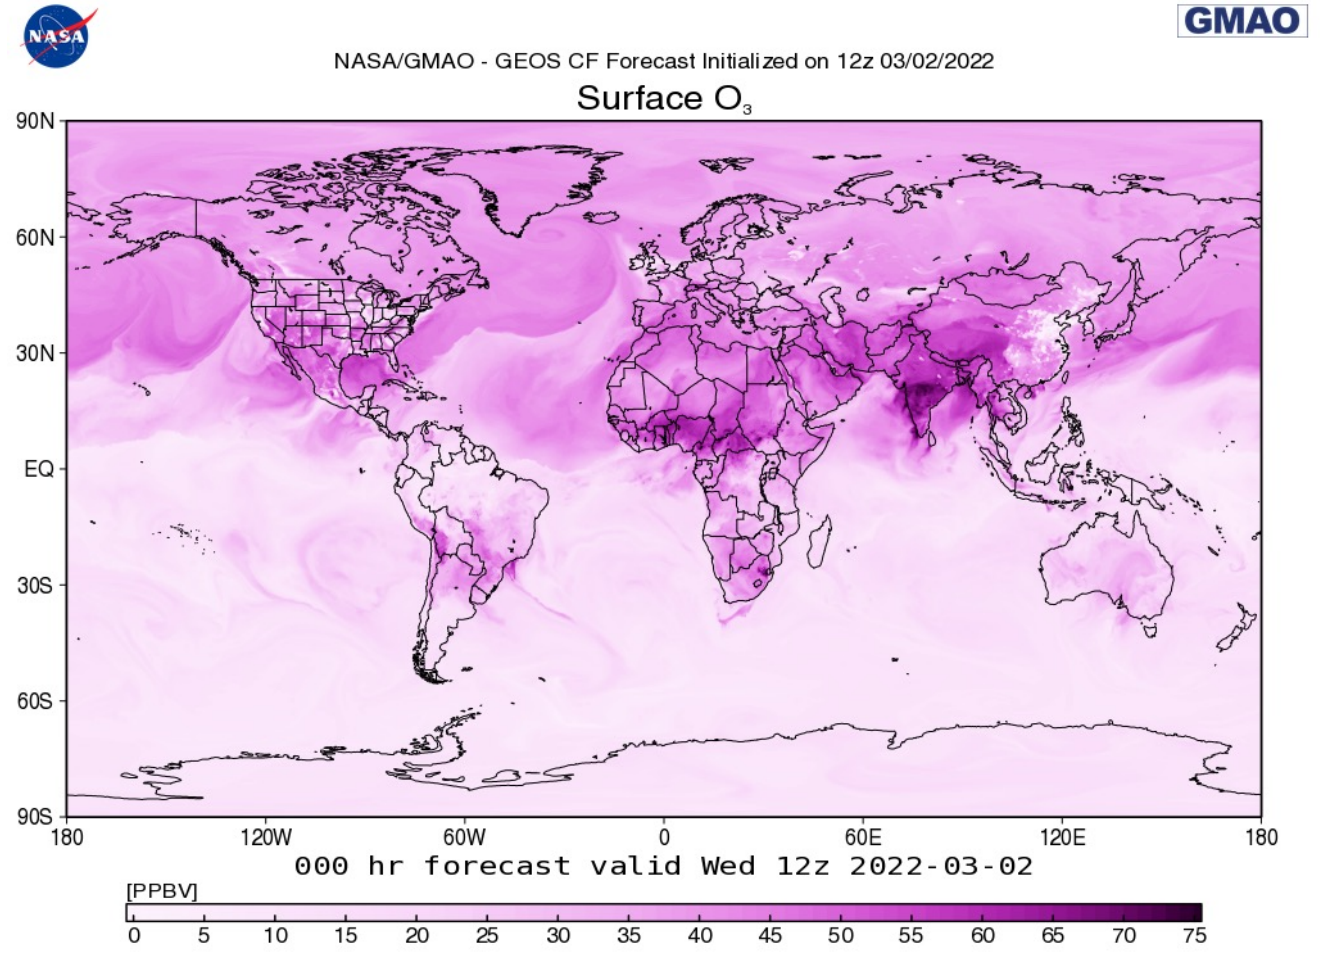 NASA
GMAO
NASA/GMAO - GEOS CF Forecast Initialized on 12z 03/02/2022
Surface O₃
90N
60N
30N
EQ
30S
60S
90S
180 120W 60W 0 60E 120E 180
000 hr forecast valid Wed 12z 2022-03-02
[PPBV]
0 5 10 15 20 25 30 35 40 45 50 55 60 65 70 75